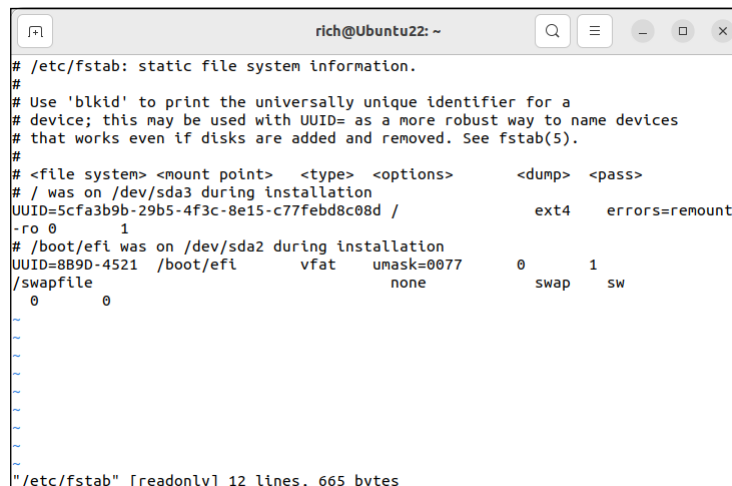 rich@Ubuntu22: ~
# /etc/fstab: static file system information.
#
# Use 'blkid' to print the universally unique identifier for a
# device; this may be used with UUID= as a more robust way to name devices
# that works even if disks are added and removed. See fstab(5).
#
# <file system> <mount point>   <type>  <options>       <dump>  <pass>
# / was on /dev/sda3 during installation
UUID=5cfa3b9b-29b5-4f3c-8e15-c77febd8c08d /               ext4    errors=remount
-ro 0       1
# /boot/efi was on /dev/sda2 during installation
UUID=8B9D-4521  /boot/efi       vfat    umask=0077      0       1
/swapfile                                 none            swap    sw
  0       0
~
~
~
~
~
~
~
~
~
"/etc/fstab" [readonly] 12 lines, 665 bytes